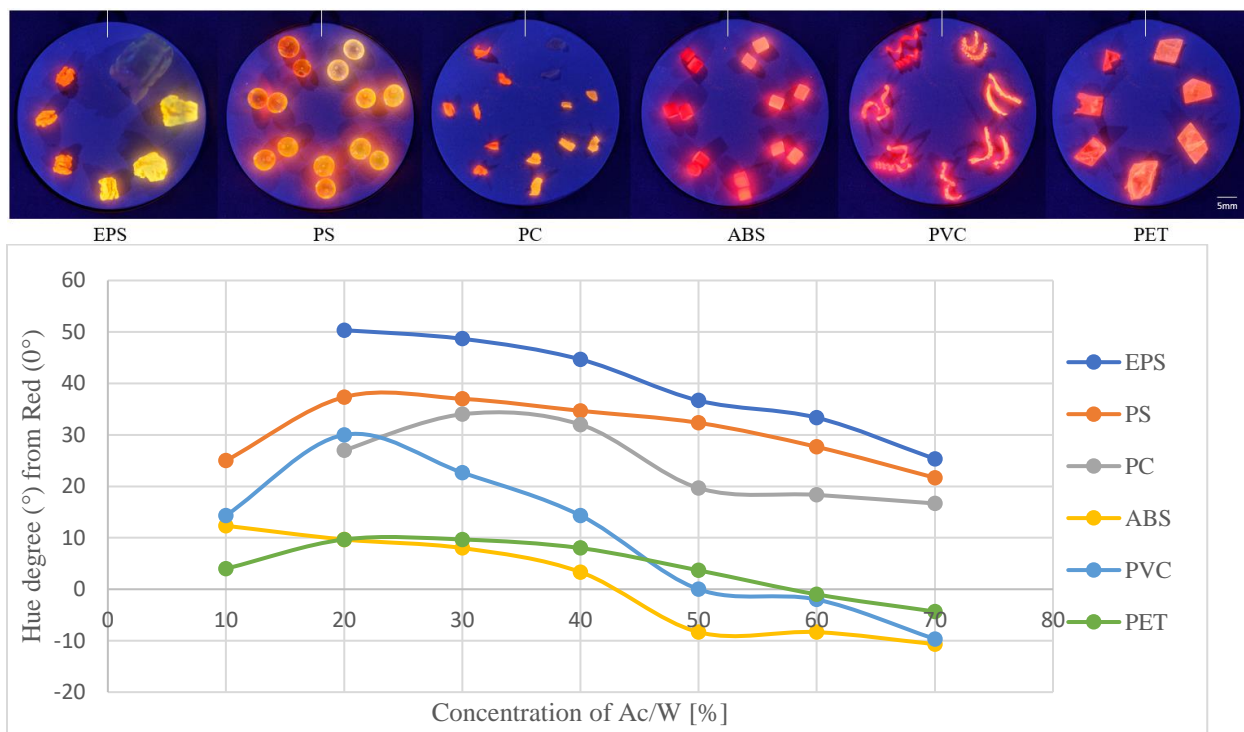 5mm
EPS PS PC ABS PVC PET
60
50
40
30
20
10
0
-10
-20
0 10 20 30 40 50 60 70 80
Hue degree (°) from Red (0°)
Concentration of Ac/W [%]
EPS
PS
PC
ABS
PVC
PET